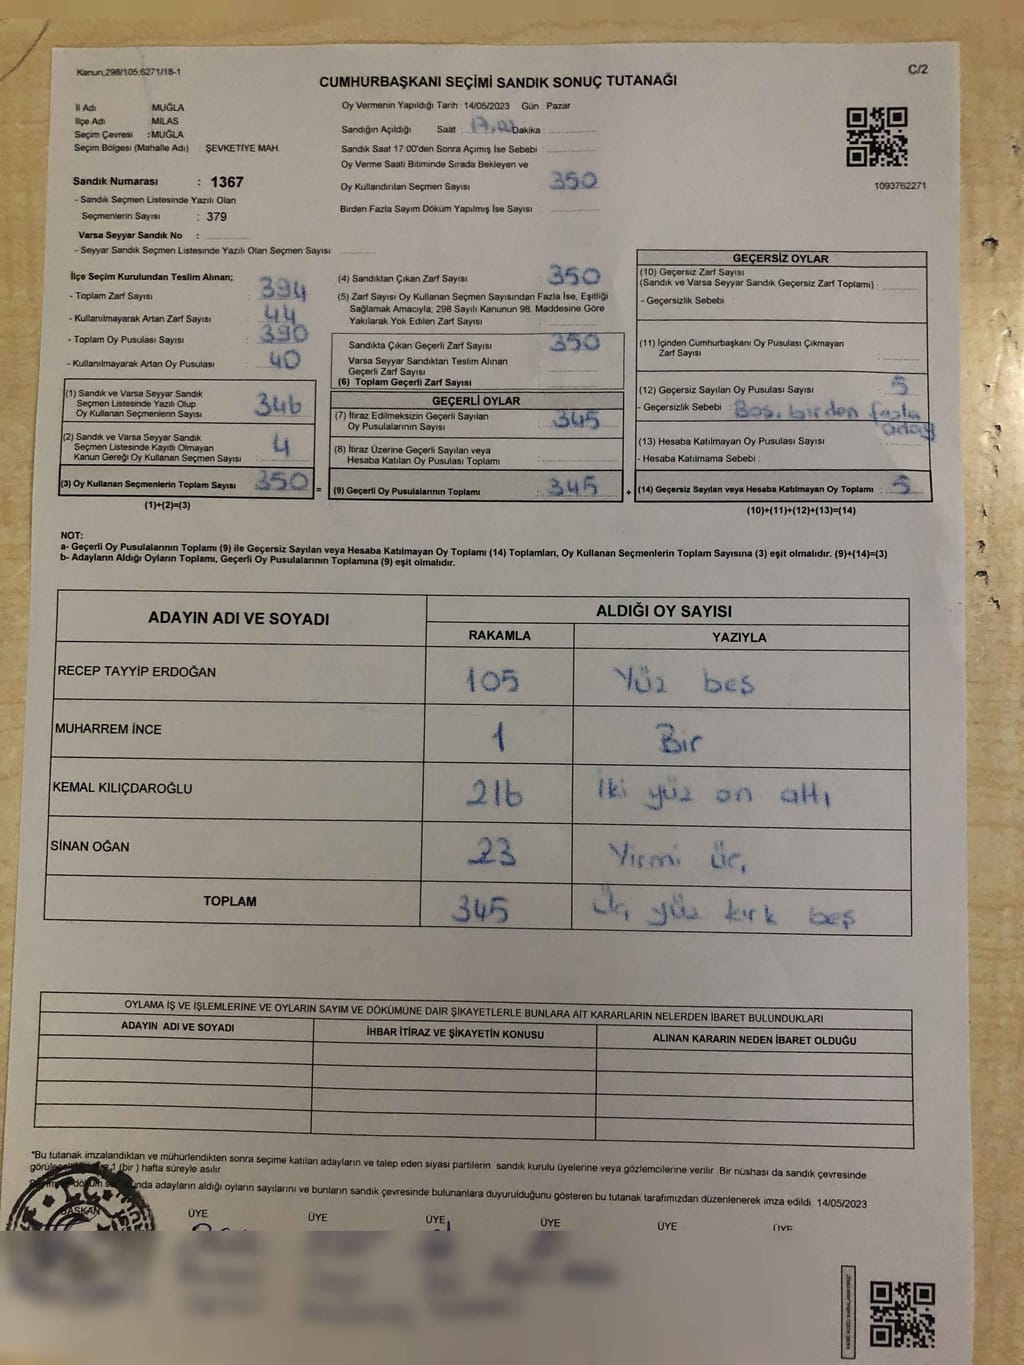 Kanun,298/105,6271/18-1
C/2
CUMHURBAŞKANI SEÇİMİ SANDIK SONUÇ TUTANAĞI
İl Adı : MUĞLA
İlçe Adı : MİLAS
Seçim Çevresi : MUĞLA
Seçim Bölgesi (Mahalle Adı) : ŞEVKETİYE MAH.
Sandık Numarası : 1367
- Sandık Seçmen Listesinde Yazılı Olan
Seçmenlerin Sayısı : 379
Varsa Seyyar Sandık No :
- Seyyar Sandık Seçmen Listesinde Yazılı Olan Seçmen Sayısı:
Oy Vermenin Yapıldığı Tarih : 14/05/2023 Gün : Pazar
Sandığın Açıldığı Saat : 17.00 Dakika :
Sandık Saat 17:00'den Sonra Açımış İse Sebebi :
Oy Verme Saati Bitiminde Sırada Bekleyen ve
Oy Kullandırılan Seçmen Sayısı 350
Birden Fazla Sayım Döküm Yapılmış İse Sayısı :
1093762271
İlçe Seçim Kurulundan Teslim Alınan;
- Toplam Zarf Sayısı : 394
- Kullanılmayarak Artan Zarf Sayısı : 44
- Toplam Oy Pusulası Sayısı : 390
- Kullanılmayarak Artan Oy Pusulası : 40
(1) Sandık ve Varsa Seyyar Sandık
Seçmen Listesinde Yazılı Olup
Oy Kullanan Seçmenlerin Sayısı : 346
(2) Sandık ve Varsa Seyyar Sandık
Seçmen Listesinde Kayıtlı Olmayan
Kanun Gereği Oy Kullanan Seçmen Sayısı : 4
(3) Oy Kullanan Seçmenlerin Toplam Sayısı : 350 =
(1)+(2)=(3)
(4) Sandıktan Çıkan Zarf Sayısı : 350
(5) Zarf Sayısı Oy Kullanan Seçmen Sayısından Fazla İse, Eşitliği
Sağlamak Amacıyla, 298 Sayılı Kanunun 98. Maddesine Göre
Yakılarak Yok Edilen Zarf Sayısı :
Sandıkta Çıkan Geçerli Zarf Sayısı : 350
Varsa Seyyar Sandıktan Teslim Alınan
Geçerli Zarf Sayısı :
(6) Toplam Geçerli Zarf Sayısı :
GEÇERLİ OYLAR
(7) İtiraz Edilmeksizin Geçerli Sayılan
Oy Pusulalarının Sayısı : 345
(8) İtiraz Üzerine Geçerli Sayılan veya
Hesaba Katılan Oy Pusulası Toplamı :
(9) Geçerli Oy Pusulalarının Toplamı : 345 +
GEÇERSİZ OYLAR
(10) Geçersiz Zarf Sayısı
(Sandık ve Varsa Seyyar Sandık Geçersiz Zarf Toplamı) :
- Geçersizlik Sebebi :
(11) İçinden Cumhurbaşkanı Oy Pusulası Çıkmayan
Zarf Sayısı :
(12) Geçersiz Sayılan Oy Pusulası Sayısı : 5
- Geçersizlik Sebebi : Boş, birden fazla
aday
(13) Hesaba Katılmayan Oy Pusulası Sayısı :
- Hesaba Katılmama Sebebi :
(14) Geçersiz Sayılan veya Hesaba Katılmayan Oy Toplamı : 5
(10)+(11)+(12)+(13)=(14)
NOT:
a- Geçerli Oy Pusulalarının Toplamı (9) ile Geçersiz Sayılan veya Hesaba Katılmayan Oy Toplamı (14) Toplamları, Oy Kullanan Seçmenlerin Toplam Sayısına (3) eşit olmalıdır. (9)+(14)=(3)
b- Adayların Aldığı Oyların Toplamı, Geçerli Oy Pusulalarının Toplamına (9) eşit olmalıdır.
ADAYIN ADI VE SOYADI
ALDIĞI OY SAYISI
RAKAMLA YAZIYLA
RECEP TAYYİP ERDOĞAN 105 Yüz beş
MUHARREM İNCE 1 Bir
KEMAL KILIÇDAROĞLU 216 İki yüz on altı
SİNAN OĞAN 23 Yirmi üç
TOPLAM 345 Üç yüz kırk beş
OYLAMA İŞ VE İŞLEMLERİNE VE OYLARIN SAYIM VE DÖKÜMÜNE DAİR ŞİKAYETLERLE BUNLARA AİT KARARLARIN NELERDEN İBARET BULUNDUKLARI
ADAYIN ADI VE SOYADI İHBAR İTİRAZ VE ŞİKAYETİN KONUSU ALINAN KARARIN NEDEN İBARET OLDUĞU
*Bu tutanak imzalandıktan ve mühürlendikten sonra seçime katılan adayların ve talep eden siyasi partilerin sandık kurulu üyelerine veya gözlemcilerine verilir. Bir nüshası da sandık çevresinde
1 (bir) hafta süreyle asılır.
adayların aldığı oyların sayılarını ve bunların sandık çevresinde bulunanlara duyurulduğunu gösteren bu tutanak tarafımızdan düzenlenerek imza edildi. 14/05/2023
BAŞKAN ÜYE ÜYE ÜYE ÜYE ÜYE ÜYE